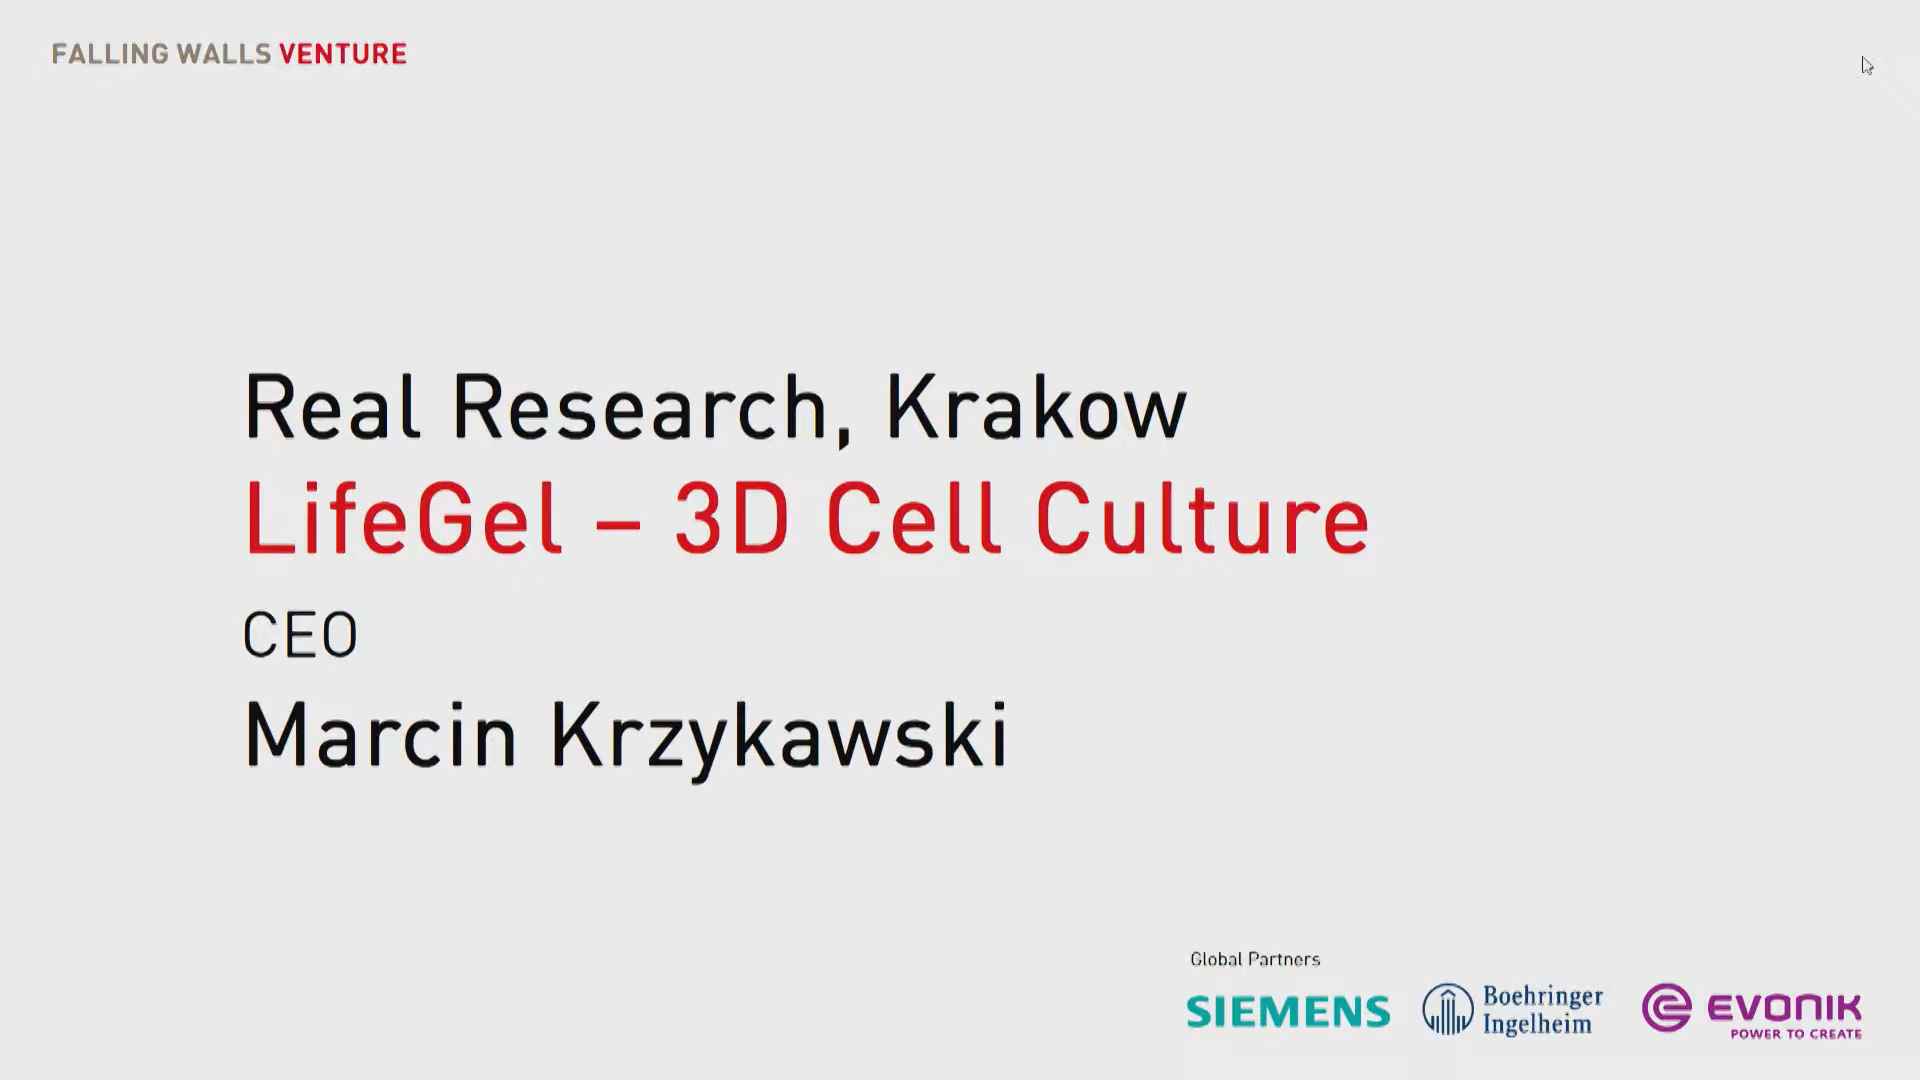 FALLING WALLS VENTURE
Real Research, Krakow
LifeGel – 3D Cell Culture
CEO
Marcin Krzykawski
Global Partners
SIEMENS
Boehringer
Ingelheim
EVONIK
POWER TO CREATE